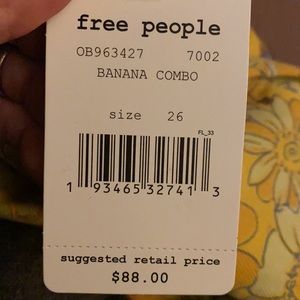 free people
OB963427 7002
BANANA COMBO
size 26
FL_33
1 93465 32741 3
suggested retail price
$88.00